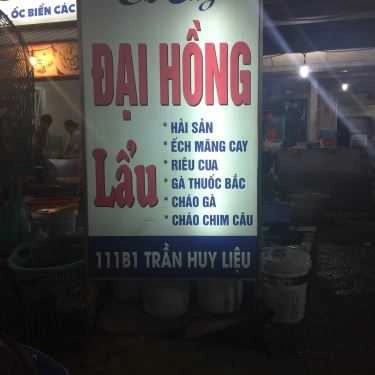 ỐC BIỂN CÁC
ĐẠI HỒNG
Lẩu
* HẢI SẢN
* ẾCH MĂNG CAY
* RIÊU CUA
* GÀ THUỐC BẮC
* CHÁO GÀ
* CHÁO CHIM CÂU
111B1 TRẦN HUY LIỆU